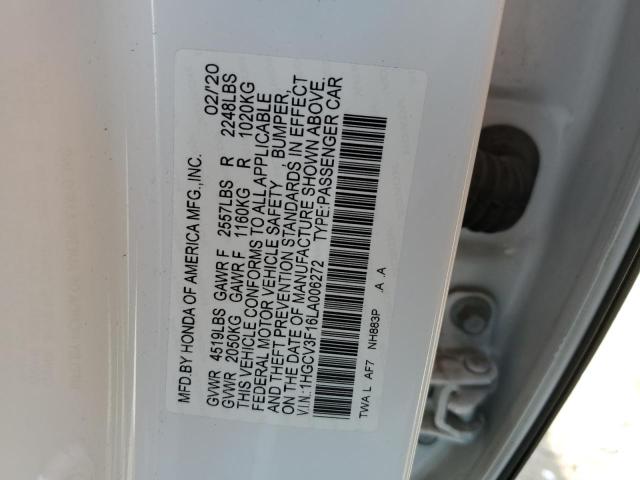 MFD.BY HONDA OF AMERICA MFG.,INC. 02/'20
GVWR 4519LBS GAWR F 2557LBS R 2248LBS
GVWR 2050KG GAWR F 1160KG R 1020KG
THIS VEHICLE CONFORMS TO ALL APPLICABLE
FEDERAL MOTOR VEHICLE SAFETY , BUMPER,
AND THEFT PREVENTION STANDARDS IN EFFECT
ON THE DATE OF MANUFACTURE SHOWN ABOVE.
V.I.N.:1HGCV3F16LA006272 TYPE:PASSENGER CAR
TWA L AF7 NH883P .A .A